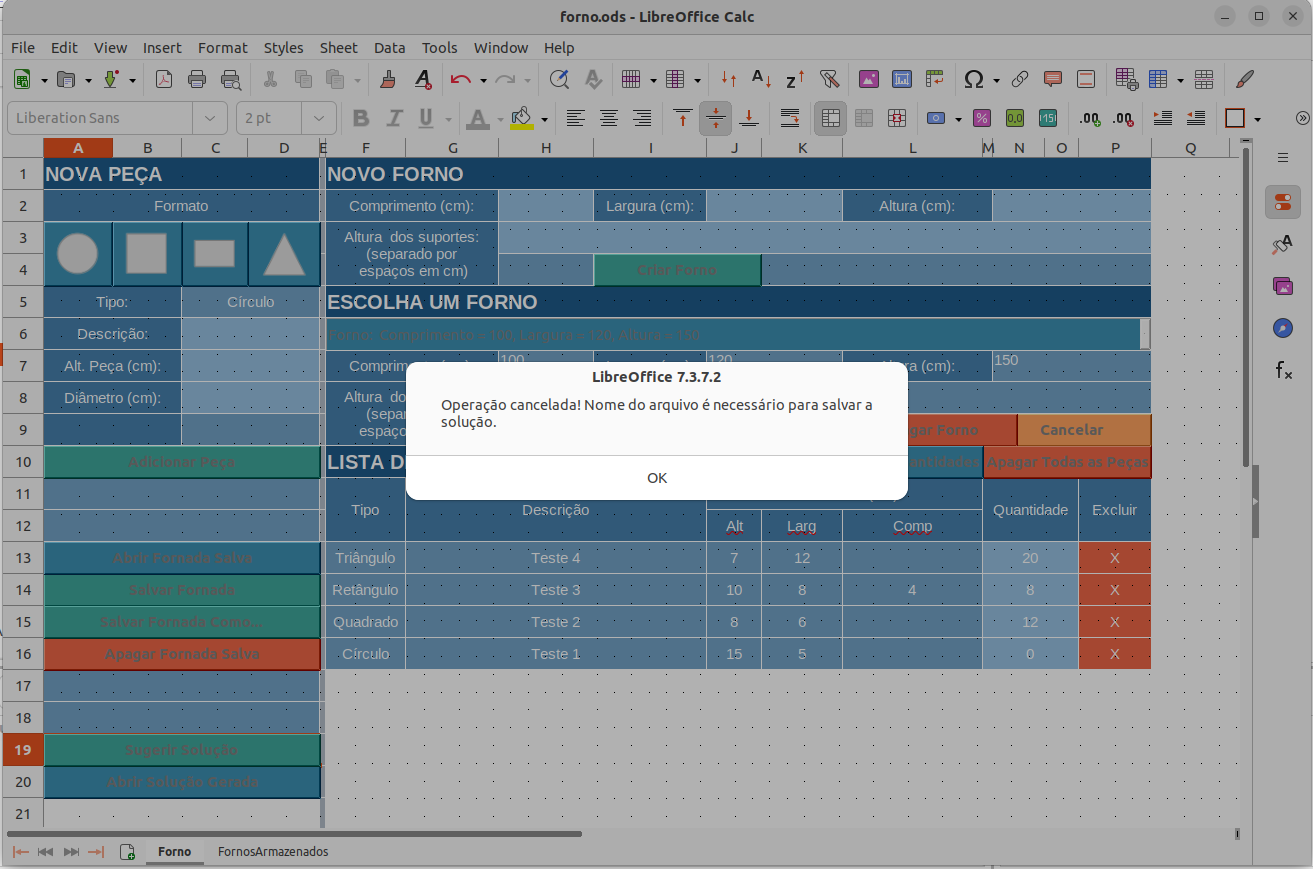 forno.ods - LibreOffice Calc
File Edit View Insert Format Styles Sheet Data Tools Window Help
Liberation Sans 2 pt
A B C D E F G H I J K L M N O P Q
1 NOVA PEÇA NOVO FORNO
2 Formato Comprimento (cm): Largura (cm): Altura (cm):
3 Altura dos suportes:
(separado por
4 espaços em cm) Criar Forno
5 Tipo: Círculo ESCOLHA UM FORNO
6 Descrição: Forno: Comprimento = 100, Largura = 120, Altura = 150
7 Alt. Peça (cm): 100 120 150
8 Diâmetro (cm): Altura
9 Forno Cancelar
10 Adicionar Peça LISTA Apagar Todas as Peças
11 Tipo Descrição Quantidade Excluir
12 Alt Larg Comp
13 Abrir Fornada Salva Triângulo Teste 4 7 12 20 X
14 Salvar Fornada Retângulo Teste 3 10 8 4 8 X
15 Salvar Fornada Como... Quadrado Teste 2 8 6 12 X
16 Apagar Fornada Salva Círculo Teste 1 15 5 0 X
17
18
19 Sugerir Solução
20 Abrir Solução Gerada
21
LibreOffice 7.3.7.2
Operação cancelada! Nome do arquivo é necessário para salvar a
solução.
OK
Forno FornosArmazenados